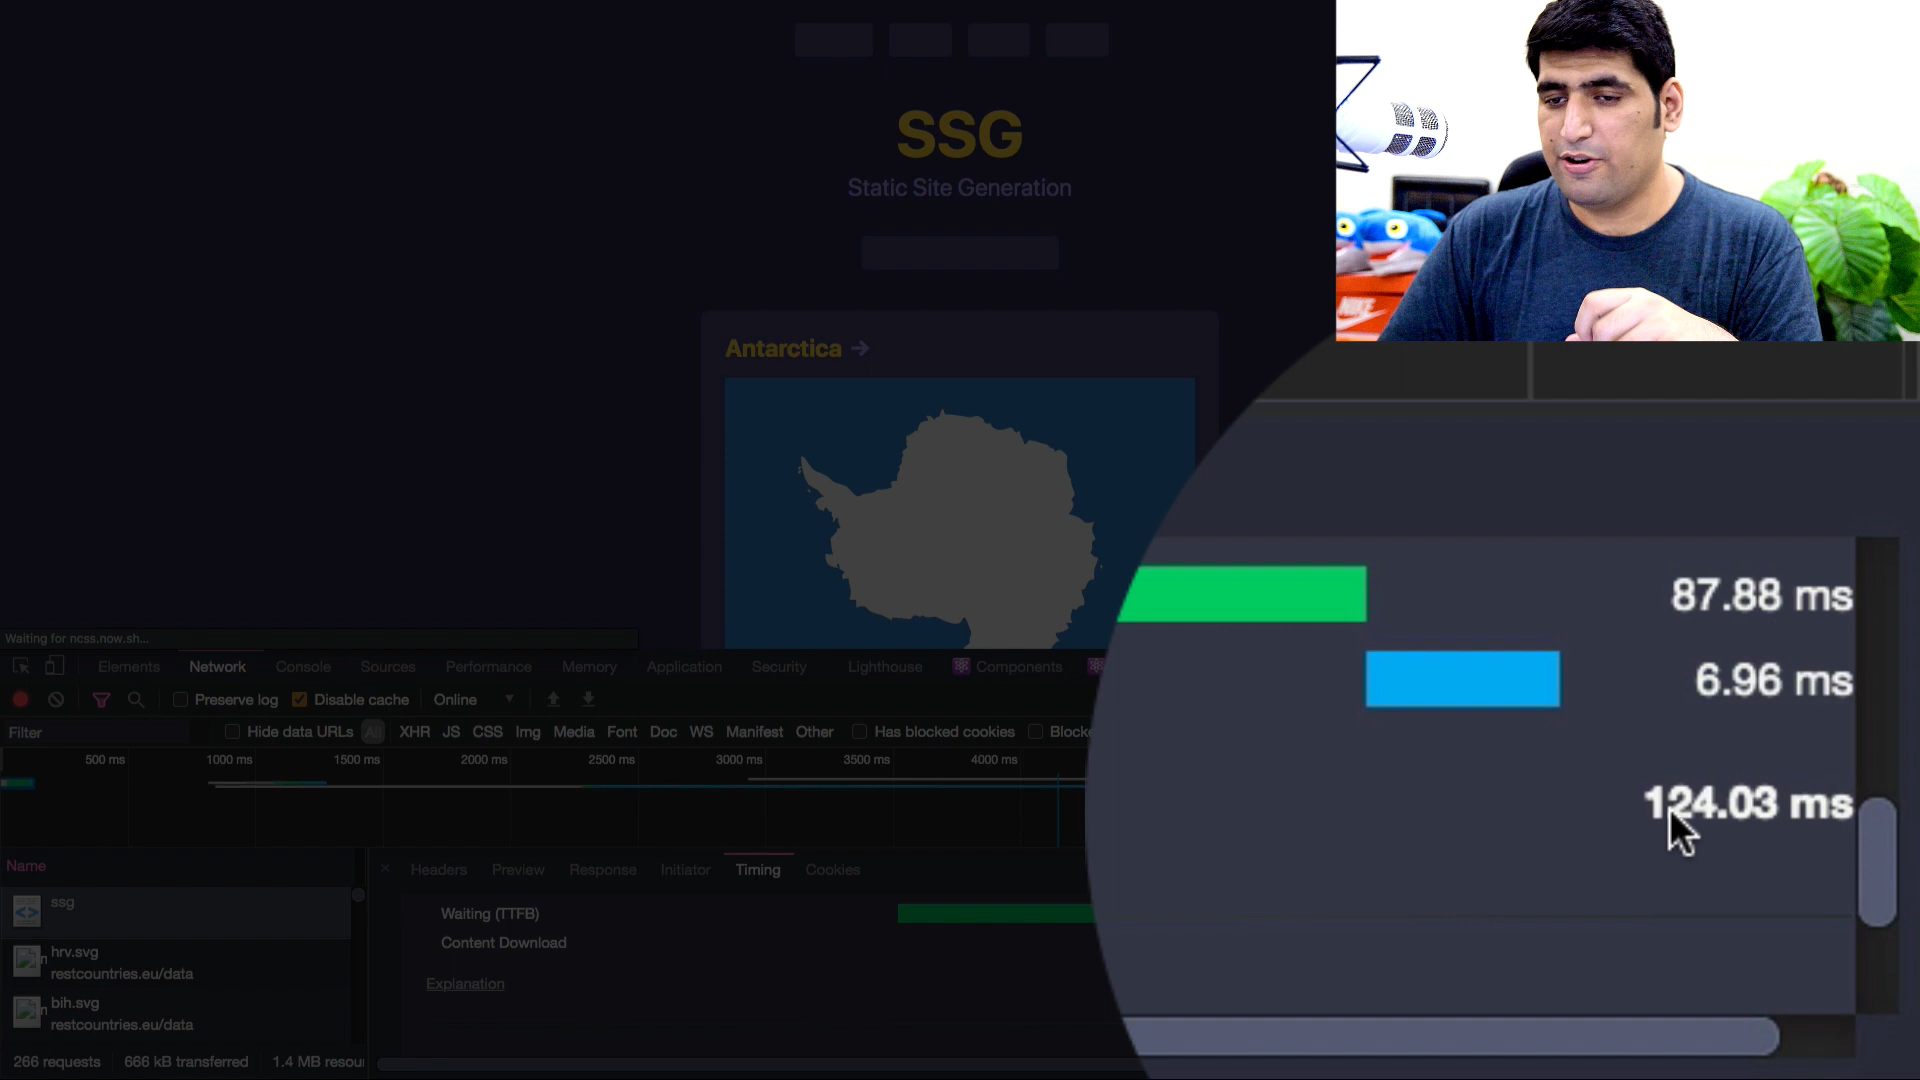 SSG
Static Site Generation
Antarctica →
NIKE
87.88 ms
6.96 ms
124.03 ms
Waiting for ncss.now.sh...
Elements Network Console Sources Performance Memory Application Security Lighthouse Components
Preserve log Disable cache Online
Filter Hide data URLs All XHR JS CSS Img Media Font Doc WS Manifest Other Has blocked cookies
500 ms 1000 ms 1500 ms 2000 ms 2500 ms 3000 ms 3500 ms 4000 ms
Name
Headers Preview Response Initiator Timing Cookies
ssg
Waiting (TTFB)
Content Download
hrv.svg
restcountries.eu/data
Explanation
bih.svg
restcountries.eu/data
266 requests 666 kB transferred 1.4 MB resou